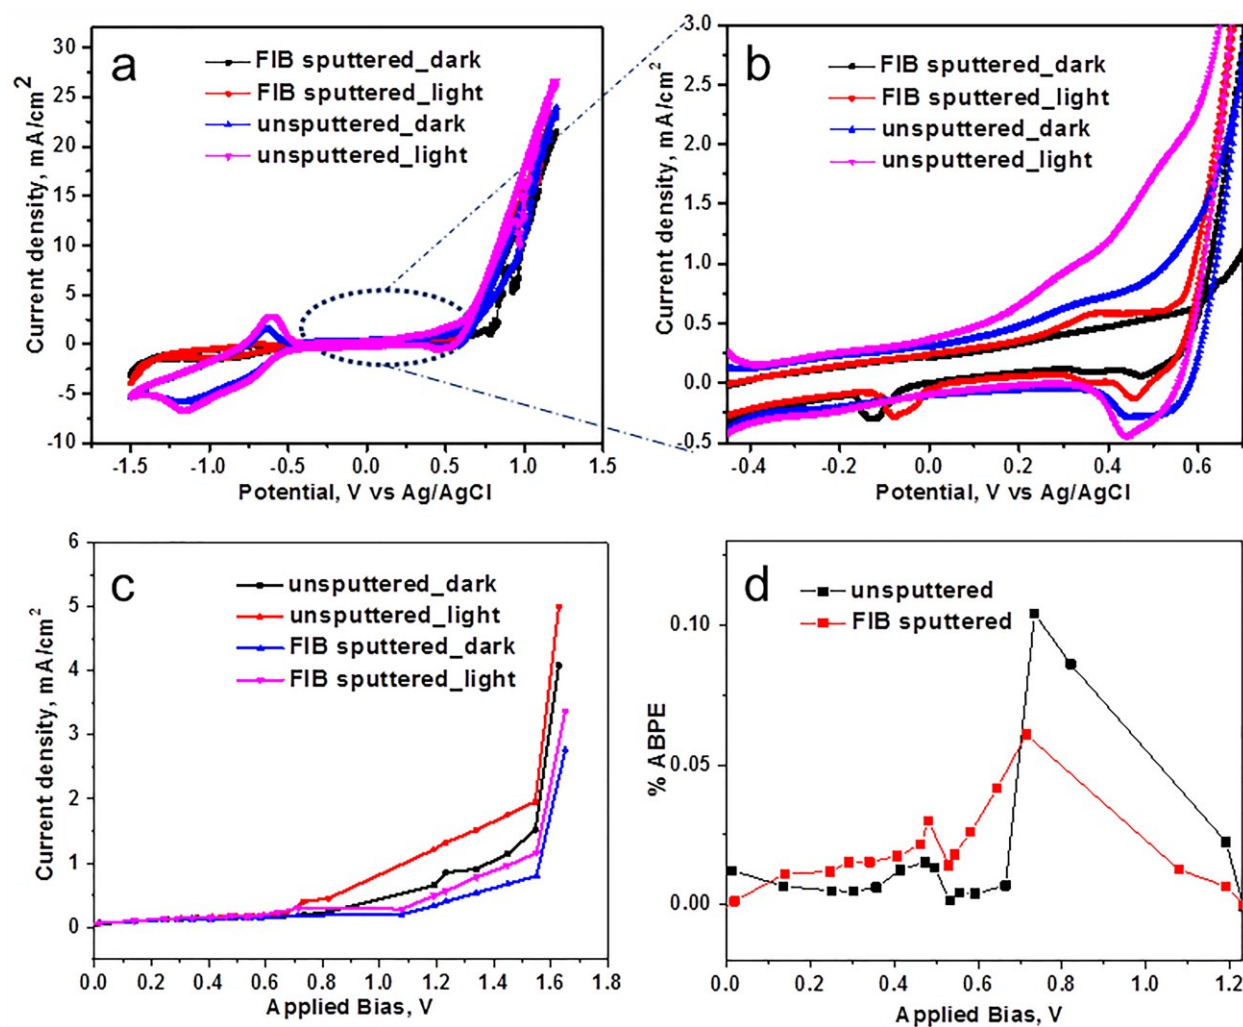 a
FIB sputtered_dark
FIB sputtered_light
unsputtered_dark
unsputtered_light
Current density, mA/cm²
30
25
20
15
10
5
0
-5
-10
-1.5 -1.0 -0.5 0.0 0.5 1.0 1.5
Potential, V vs Ag/AgCl
b
FIB sputtered_dark
FIB sputtered_light
unsputtered_dark
unsputtered_light
Current density, mA/cm²
3.0
2.5
2.0
1.5
1.0
0.5
0.0
-0.5
-0.4 -0.2 0.0 0.2 0.4 0.6
Potential, V vs Ag/AgCl
c
unsputtered_dark
unsputtered_light
FIB sputtered_dark
FIB sputtered_light
Current density, mA/cm²
6
5
4
3
2
1
0
0.0 0.2 0.4 0.6 0.8 1.0 1.2 1.4 1.6 1.8
Applied Bias, V
d
unsputtered
FIB sputtered
% ABPE
0.10
0.05
0.00
0.0 0.2 0.4 0.6 0.8 1.0 1.2
Applied Bias, V